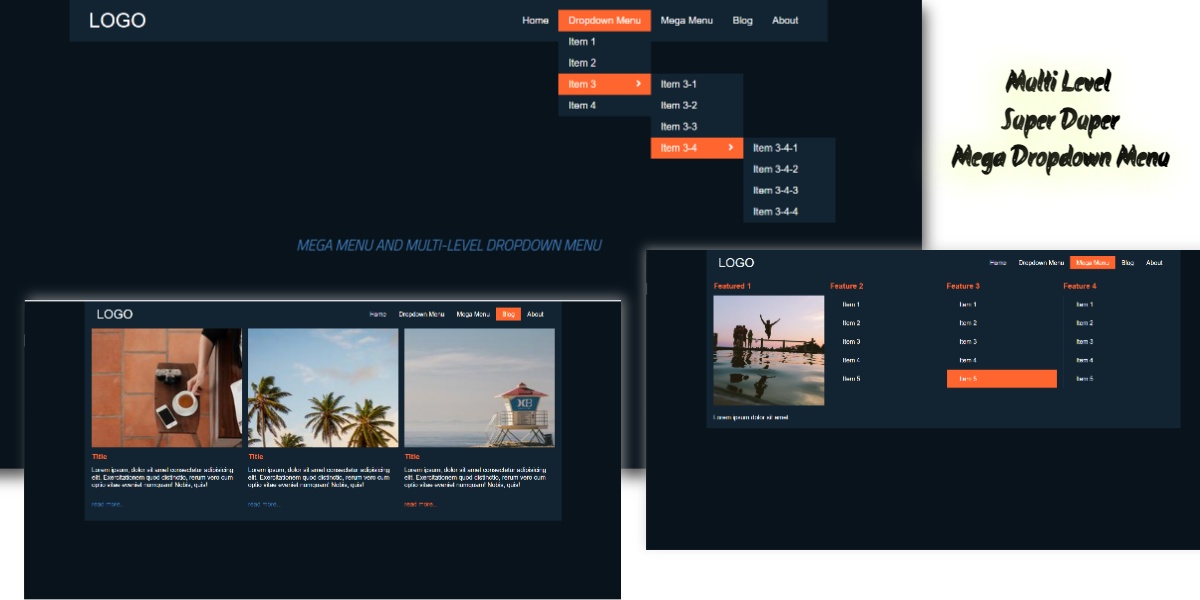 LOGO
Home
Dropdown Menu
Mega Menu
Blog
About
Item 1
Item 2
Item 3
Item 4
Item 3-1
Item 3-2
Item 3-3
Item 3-4
Item 3-4-1
Item 3-4-2
Item 3-4-3
Item 3-4-4
MEGA MENU AND MULTI-LEVEL DROPDOWN MENU
Multi Level
Super Duper
Mega Dropdown Menu
LOGO
Home
Dropdown Menu
Mega Menu
Blog
About
Title
Lorem ipsum, dolor sit amet consectetur adipisicing
elit. Exercitationem quod distinctio, rerum vero cum
optio vitae eveniet numquam! Nobis, quis!
read more..
Title
Lorem ipsum, dolor sit amet consectetur adipisicing
elit. Exercitationem quod distinctio, rerum vero cum
optio vitae eveniet numquam! Nobis, quis!
read more..
Title
Lorem ipsum, dolor sit amet consectetur adipisicing
elit. Exercitationem quod distinctio, rerum vero cum
optio vitae eveniet numquam! Nobis, quis!
read more..
LOGO
Home
Dropdown Menu
Mega Menu
Blog
About
Featured 1
Lorem ipsum dolor sit amet
Feature 2
Item 1
Item 2
Item 3
Item 4
Item 5
Feature 3
Item 1
Item 2
Item 3
Item 4
Item 5
Feature 4
Item 1
Item 2
Item 3
Item 4
Item 5